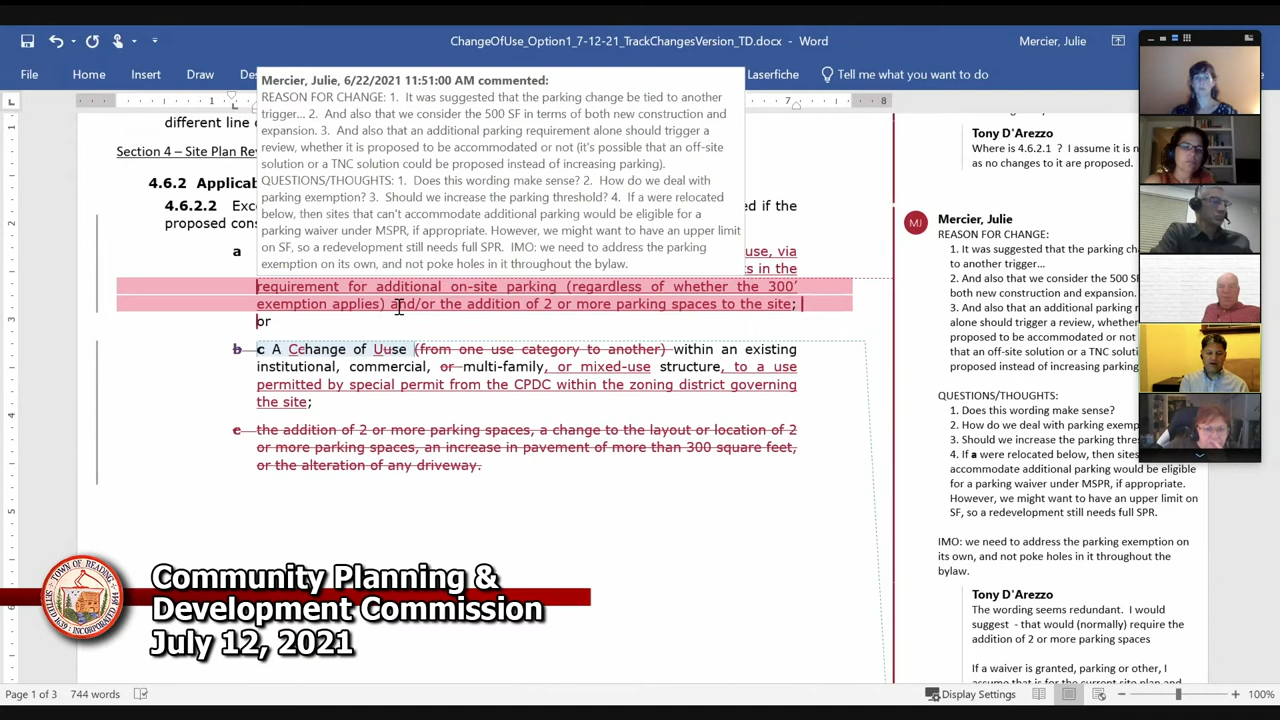 ChangeOfUse_Option1_7-12-21_TrackChangesVersion_TD.docx - Word
Mercier, Julie
File Home Insert Draw Laserfiche Tell me what you want to do
1 7 8
different line
Section 4 – Site Plan Rev
4.6.2 Applicab
4.6.2.2 Exc
ed if the
proposed cons
a
use, via
ts in the
Mercier, Julie, 6/22/2021 11:51:00 AM commented:
REASON FOR CHANGE: 1. It was suggested that the parking change be tied to another
trigger... 2. And also that we consider the 500 SF in terms of both new construction and
expansion. 3. And also that an additional parking requirement alone should trigger a
review, whether it is proposed to be accommodated or not (it's possible that an off-site
solution or a TNC solution could be proposed instead of increasing parking).
QUESTIONS/THOUGHTS: 1. Does this wording make sense? 2. How do we deal with
parking exemption? 3. Should we increase the parking threshold? 4. If a were relocated
below, then sites that can't accommodate additional parking would be eligible for a
parking waiver under MSPR, if appropriate. However, we might want to have an upper limit
on SF, so a redevelopment still needs full SPR. IMO: we need to address the parking
exemption on its own, and not poke holes in it throughout the bylaw.
requirement for additional on-site parking (regardless of whether the 300’
exemption applies) and/or the addition of 2 or more parking spaces to the site;
or
b c A Cchange of Uuse (from one use category to another) within an existing
institutional, commercial, or multi-family, or mixed-use structure, to a use
permitted by special permit from the CPDC within the zoning district governing
the site;
c the addition of 2 or more parking spaces, a change to the layout or location of 2
or more parking spaces, an increase in pavement of more than 300 square feet,
or the alteration of any driveway.
Tony D'Arezzo
Where is 4.6.2.1 ? I assume it is n
as no changes to it are proposed.
MJ Mercier, Julie
REASON FOR CHANGE:
1. It was suggested that the parking ch
to another trigger...
2. And also that we consider the 500 S
both new construction and expansion
3. And also that an additional parking
alone should trigger a review, whethe
proposed to be accommodated or not
that an off-site solution or a TNC solut
proposed instead of increasing parking
QUESTIONS/THOUGHTS:
1. Does this wording make sense?
2. How do we deal with parking exemp
3. Should we increase the parking thre
4. If a were relocated below, then sites
accommodate additional parking would be eligible
for a parking waiver under MSPR, if appropriate.
However, we might want to have an upper limit on
SF, so a redevelopment still needs full SPR.
IMO: we need to address the parking exemption on
its own, and not poke holes in it throughout the
bylaw.
Tony D'Arezzo
The wording seems redundant. I would
suggest - that would (normally) require the
addition of 2 or more parking spaces
If a waiver is granted, parking or other, I
assume that is for the current site plan and
TOWN OF READING
INCORPORATED
Community Planning &
Development Commission
July 12, 2021
Page 1 of 3 744 words Display Settings 100%